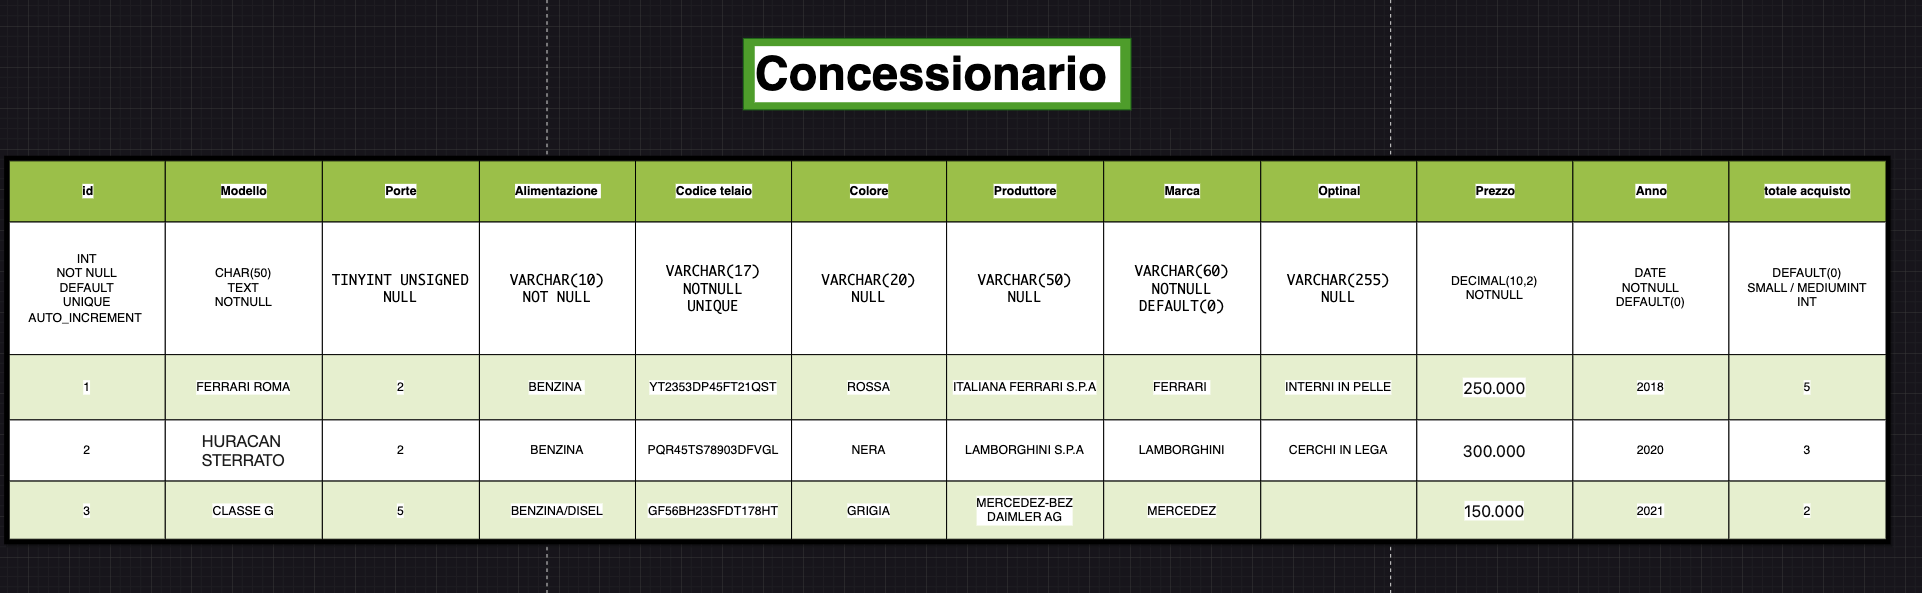 Concessionario
id Modello Porte Alimentazione Codice telaio Colore Produttore Marca Optinal Prezzo Anno totale acquisto
INT
NOT NULL
DEFAULT
UNIQUE
AUTO_INCREMENT
CHAR(50)
TEXT
NOTNULL
TINYINT UNSIGNED
NULL
VARCHAR(10)
NOT NULL
VARCHAR(17)
NOTNULL
UNIQUE
VARCHAR(20)
NULL
VARCHAR(50)
NULL
VARCHAR(60)
NOTNULL
DEFAULT(0)
VARCHAR(255)
NULL
DECIMAL(10,2)
NOTNULL
DATE
NOTNULL
DEFAULT(0)
DEFAULT(0)
SMALL / MEDIUMINT
INT
1 FERRARI ROMA 2 BENZINA YT2353DP45FT21QST ROSSA ITALIANA FERRARI S.P.A FERRARI INTERNI IN PELLE 250.000 2018 5
2 HURACAN
STERRATO 2 BENZINA PQR45TS78903DFVGL NERA LAMBORGHINI S.P.A LAMBORGHINI CERCHI IN LEGA 300.000 2020 3
3 CLASSE G 5 BENZINA/DISEL GF56BH23SFDT178HT GRIGIA MERCEDEZ-BEZ
DAIMLER AG MERCEDEZ 150.000 2021 2